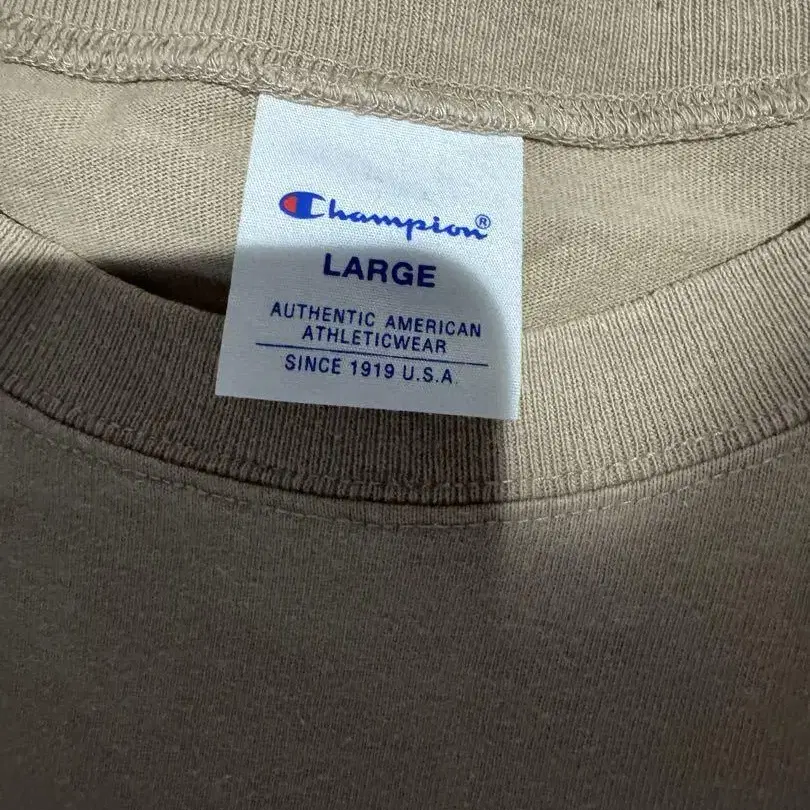 Champion®
LARGE
AUTHENTIC AMERICAN
ATHLETICWEAR
SINCE 1919 U.S.A.